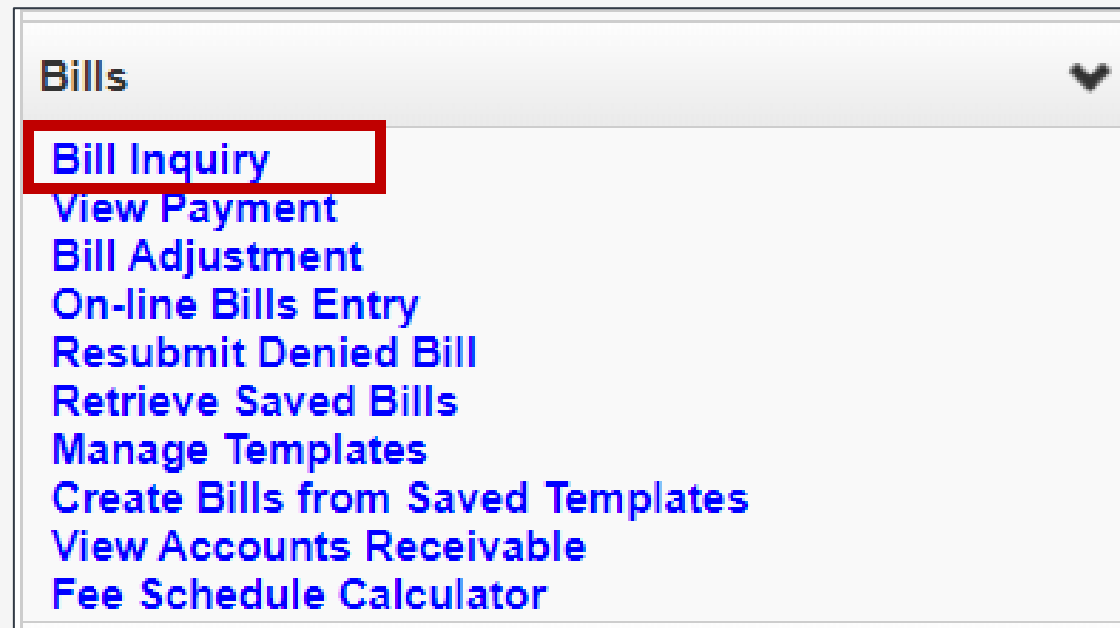 Bills
Bill Inquiry
View Payment
Bill Adjustment
On-line Bills Entry
Resubmit Denied Bill
Retrieve Saved Bills
Manage Templates
Create Bills from Saved Templates
View Accounts Receivable
Fee Schedule Calculator